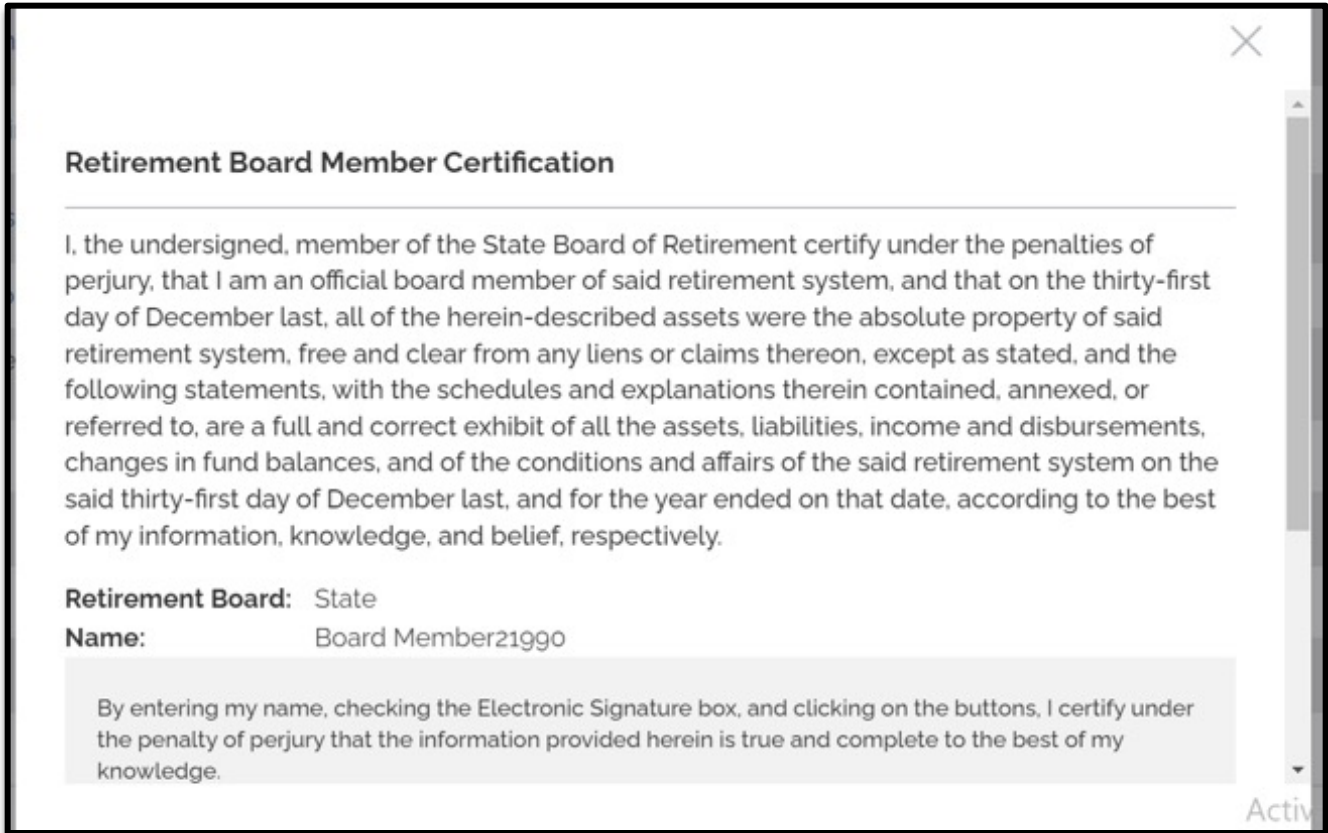 Retirement Board Member Certification
I, the undersigned, member of the State Board of Retirement certify under the penalties of
perjury, that I am an official board member of said retirement system, and that on the thirty-first
day of December last, all of the herein-described assets were the absolute property of said
retirement system, free and clear from any liens or claims thereon, except as stated, and the
following statements, with the schedules and explanations therein contained, annexed, or
referred to, are a full and correct exhibit of all the assets, liabilities, income and disbursements,
changes in fund balances, and of the conditions and affairs of the said retirement system on the
said thirty-first day of December last, and for the year ended on that date, according to the best
of my information, knowledge, and belief, respectively.
Retirement Board: State
Name: Board Member21990
By entering my name, checking the Electronic Signature box, and clicking on the buttons, I certify under
the penalty of perjury that the information provided herein is true and complete to the best of my
knowledge.